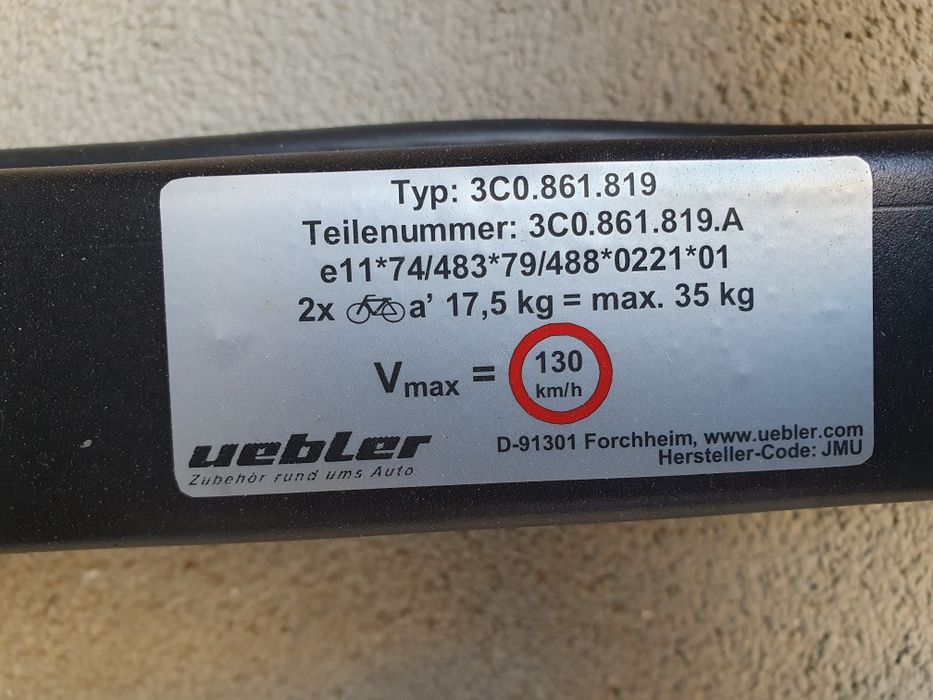 Typ: 3C0.861.819
Teilenummer: 3C0.861.819.A
e11*74/483*79/488*0221*01
2x a' 17,5 kg = max. 35 kg
Vmax = 130 km/h
uebler
Zubehör rund ums Auto
D-91301 Forchheim, www.uebler.com
Hersteller-Code: JMU